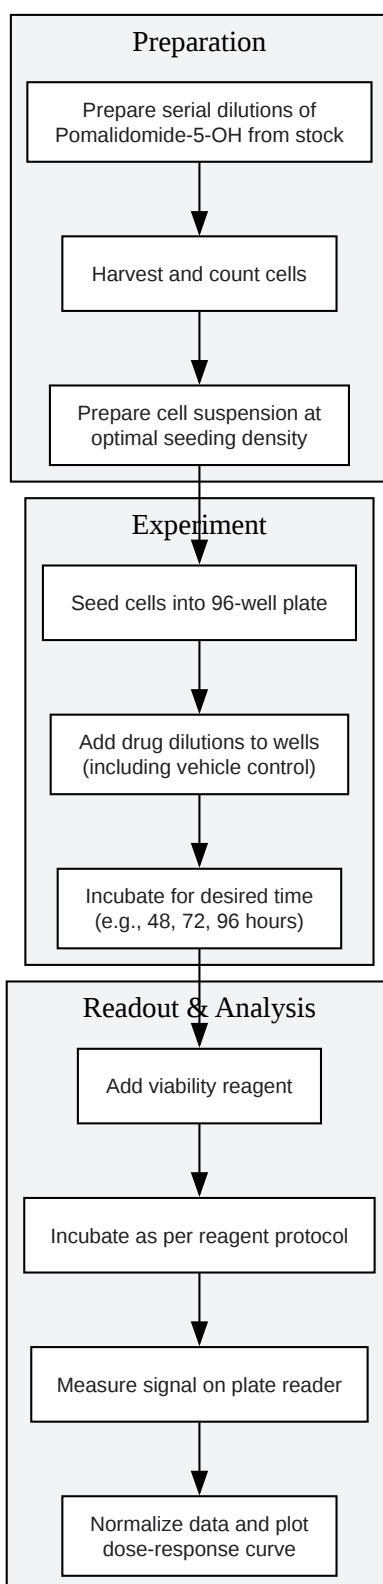 Preparation
Prepare serial dilutions of
Pomalidomide-5-OH from stock
Harvest and count cells
Prepare cell suspension at
optimal seeding density
Experiment
Seed cells into 96-well plate
Add drug dilutions to wells
(including vehicle control)
Incubate for desired time
(e.g., 48, 72, 96 hours)
Readout & Analysis
Add viability reagent
Incubate as per reagent protocol
Measure signal on plate reader
Normalize data and plot
dose-response curve